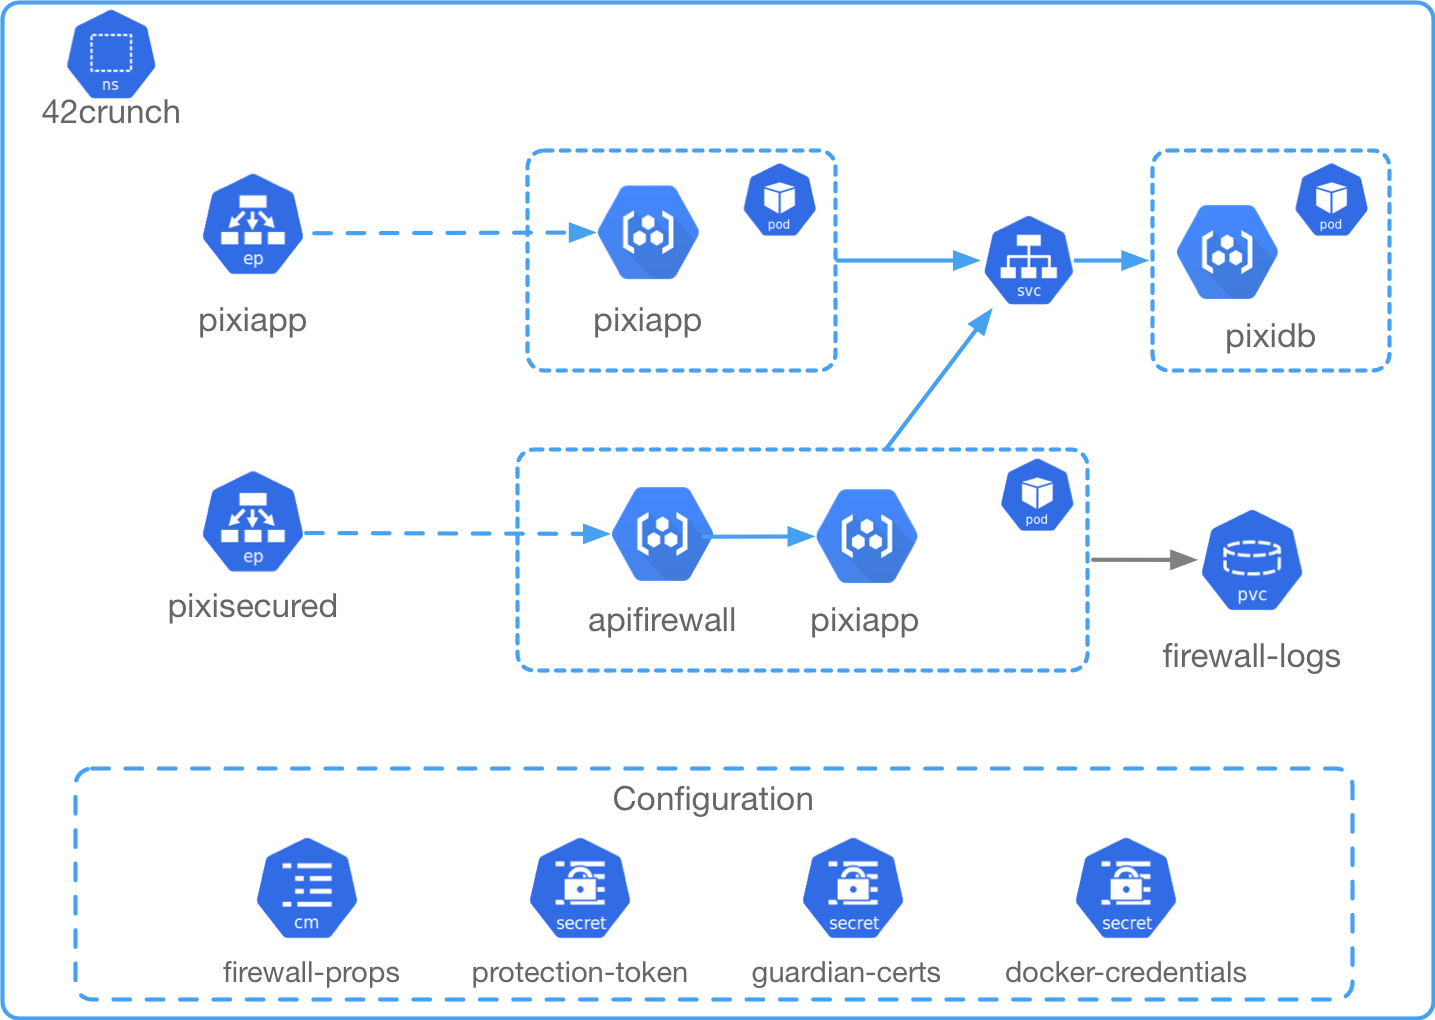 ns
42crunch
ep
pixiapp
pixiapp
pod
svc
pod
pixidb
ep
pixisecured
apifirewall
pixiapp
pod
pvc
firewall-logs
Configuration
cm
firewall-props
secret
protection-token
secret
guardian-certs
secret
docker-credentials